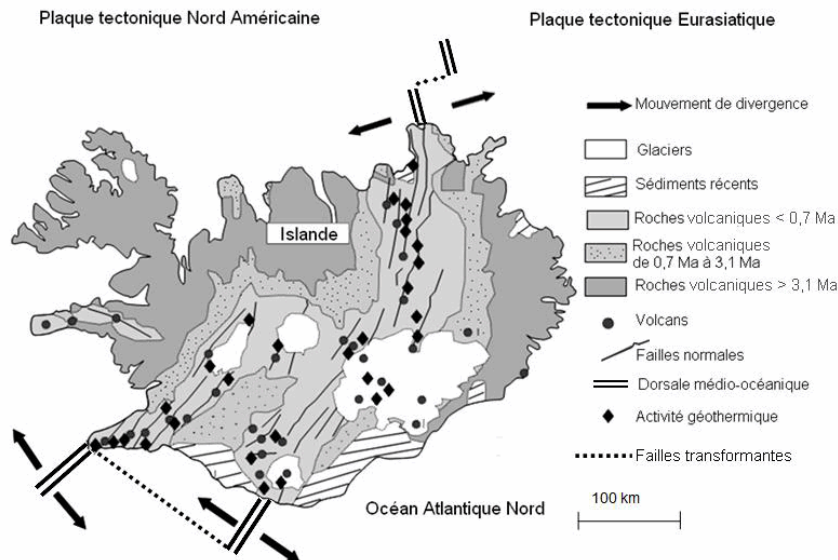 Plaque tectonique Nord Américaine
Plaque tectonique Eurasiatique
Mouvement de divergence
Glaciers
Sédiments récents
Islande
Roches volcaniques < 0,7 Ma
Roches volcaniques
de 0,7 Ma à 3,1 Ma
Roches volcaniques > 3,1 Ma
Volcans
Failles normales
Dorsale médio-océanique
Activité géothermique
Failles transformantes
Océan Atlantique Nord
100 km